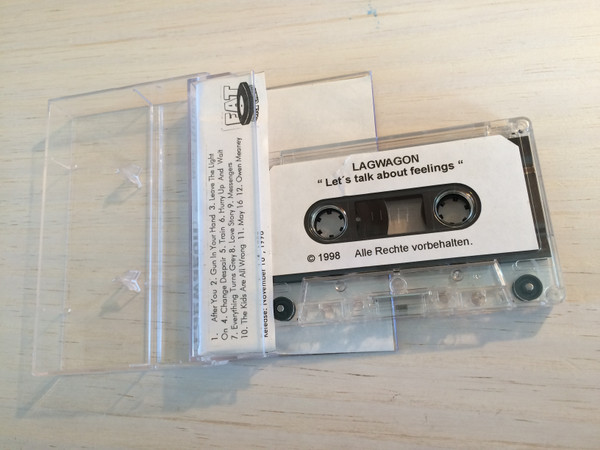 FAT
1. After You 2. Gun In Your Hand 3. Leave The Light
On 4. Change Despair 5. Train 6. Hurry Up And Wait
7. Everything Turns Grey 8. Love Story 9. Messengers
10. The Kids Are All Wrong 11. May 16 12. Owen Meaney
Release: November 10
LAGWAGON
“ Let´s talk about feelings “
© 1998 Alle Rechte vorbehalten.